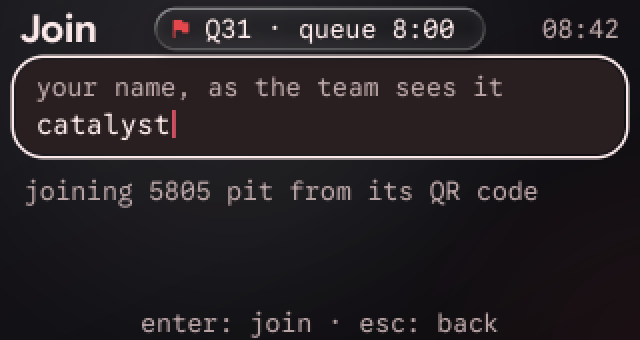 Join
Q31 · queue 8:00
08:42
your name, as the team sees it
catalyst
joining 5805 pit from its QR code
enter: join · esc: back